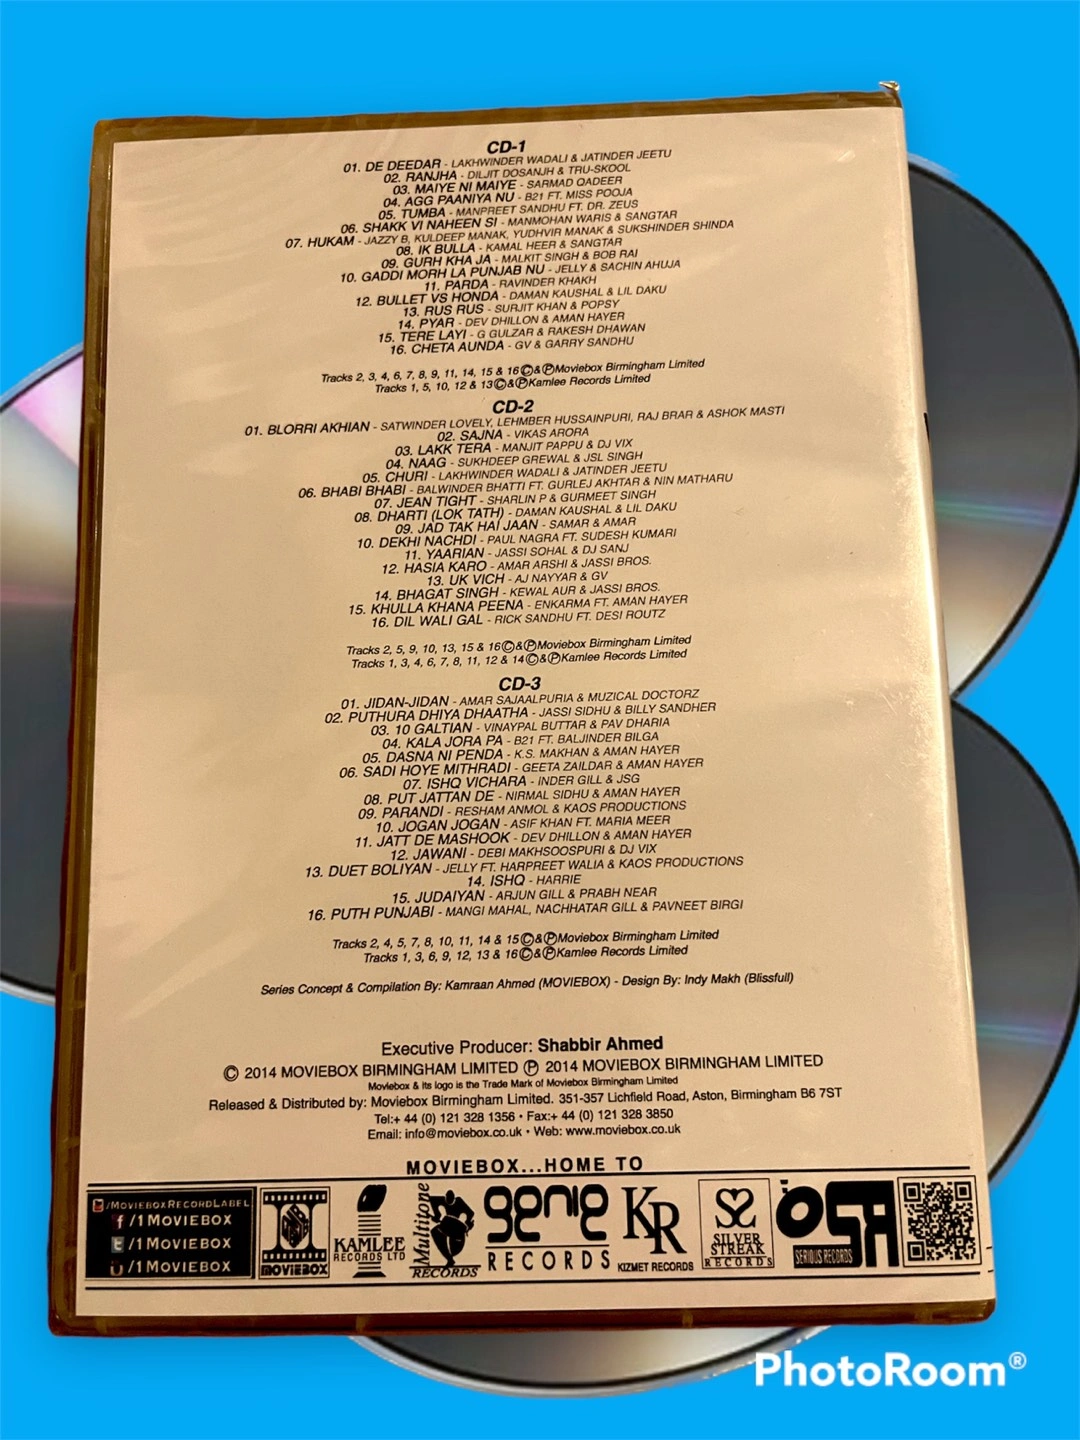 CD-1
01. DE DEEDAR - LAKHWINDER WADALI & JATINDER JEETU
02. RANJHA - DILJIT DOSANJH & TRU-SKOOL
03. MAIYE NI MAIYE - SARMAD QADEER
04. AGG PAANIYA NU - B21 FT. MISS POOJA
05. TUMBA - MANPREET SANDHU FT. DR. ZEUS
06. SHAKK VI NAHEEN SI - MANMOHAN WARIS & SANGTAR
07. HUKAM - JAZZY B, KULDEEP MANAK, YUDHVIR MANAK & SUKSHINDER SHINDA
08. IK BULLA - KAMAL HEER & SANGTAR
09. GURH KHA JA - MALKIT SINGH & BOB RAI
10. GADDI MORH LA PUNJAB NU - JELLY & SACHIN AHUJA
11. PARDA - RAVINDER KHAKH
12. BULLET VS HONDA - DAMAN KAUSHAL & LIL DAKU
13. RUS RUS - SURJIT KHAN & POPSY
14. PYAR - DEV DHILLON & AMAN HAYER
15. TERE LAYI - G GULZAR & RAKESH DHAWAN
16. CHETA AUNDA - GV & GARRY SANDHU
Tracks 2, 3, 4, 6, 7, 8, 9, 11, 14, 15 & 16 ©&℗Moviebox Birmingham Limited
Tracks 1, 5, 10, 12 & 13 ©&℗Kamlee Records Limited
CD-2
01. BLORRI AKHIAN - SATWINDER LOVELY, LEHMBER HUSSAINPURI, RAJ BRAR & ASHOK MASTI
02. SAJNA - VIKAS ARORA
03. LAKK TERA - MANJIT PAPPU & DJ VIX
04. NAAG - SUKHDEEP GREWAL & JSL SINGH
05. CHURI - LAKHWINDER WADALI & JATINDER JEETU
06. BHABI BHABI - BALWINDER BHATTI FT. GURLEJ AKHTAR & NIN MATHARU
07. JEAN TIGHT - SHARLIN P & GURMEET SINGH
08. DHARTI (LOK TATH) - DAMAN KAUSHAL & LIL DAKU
09. JAD TAK HAI JAAN - SAMAR & AMAR
10. DEKHI NACHDI - PAUL NAGRA FT. SUDESH KUMARI
11. YAARIAN - JASSI SOHAL & DJ SANJ
12. HASIA KARO - AMAR ARSHI & JASSI BROS.
13. UK VICH - AJ NAYYAR & GV
14. BHAGAT SINGH - KEWAL AUR & JASSI BROS.
15. KHULLA KHANA PEENA - ENKARMA FT. AMAN HAYER
16. DIL WALI GAL - RICK SANDHU FT. DESI ROUTZ
Tracks 2, 5, 9, 10, 13, 15 & 16 ©&℗Moviebox Birmingham Limited
Tracks 1, 3, 4, 6, 7, 8, 11, 12 & 14 ©&℗Kamlee Records Limited
CD-3
01. JIDAN-JIDAN - AMAR SAJAALPURIA & MUZICAL DOCTORZ
02. PUTHURA DHIYA DHAATHA - JASSI SIDHU & BILLY SANDHER
03. 10 GALTIAN - VINAYPAL BUTTAR & PAV DHARIA
04. KALA JORA PA - B21 FT. BALJINDER BILGA
05. DASNA NI PENDA - K.S. MAKHAN & AMAN HAYER
06. SADI HOYE MITHRADI - GEETA ZAILDAR & AMAN HAYER
07. ISHQ VICHARA - INDER GILL & JSG
08. PUT JATTAN DE - NIRMAL SIDHU & AMAN HAYER
09. PARANDI - RESHAM ANMOL & KAOS PRODUCTIONS
10. JOGAN JOGAN - ASIF KHAN FT. MARIA MEER
11. JATT DE MASHOOK - DEV DHILLON & AMAN HAYER
12. JAWANI - DEBI MAKHSOOSPURI & DJ VIX
13. DUET BOLIYAN - JELLY FT. HARPREET WALIA & KAOS PRODUCTIONS
14. ISHQ - HARRIE
15. JUDAIYAN - ARJUN GILL & PRABH NEAR
16. PUTH PUNJABI - MANGI MAHAL, NACHHATAR GILL & PAVNEET BIRGI
Tracks 2, 4, 5, 7, 8, 10, 11, 14 & 15 ©&℗Moviebox Birmingham Limited
Tracks 1, 3, 6, 9, 12, 13 & 16 ©&℗Kamlee Records Limited
Series Concept & Compilation By: Kamraan Ahmed (MOVIEBOX) - Design By: Indy Makh (Blissfull)
Executive Producer: Shabbir Ahmed
© 2014 MOVIEBOX BIRMINGHAM LIMITED ℗ 2014 MOVIEBOX BIRMINGHAM LIMITED
Moviebox & its logo is the Trade Mark of Moviebox Birmingham Limited
Released & Distributed by: Moviebox Birmingham Limited. 351-357 Lichfield Road, Aston, Birmingham B6 7ST
Tel:+ 44 (0) 121 328 1356 • Fax:+ 44 (0) 121 328 3850
Email: info@moviebox.co.uk • Web: www.moviebox.co.uk
MOVIEBOX...HOME TO
/MOVIEBOXRECORDLABEL
f /1MOVIEBOX
t /1MOVIEBOX
/1MOVIEBOX
MOVIEBOX
KAMLEE
RECORDS LTD
Multitone
RECORDS
genie
RECORDS
KR
KIZMET RECORDS
SILVER
STREAK
RECORDS
SERIOUS RECORDS
PhotoRoom®